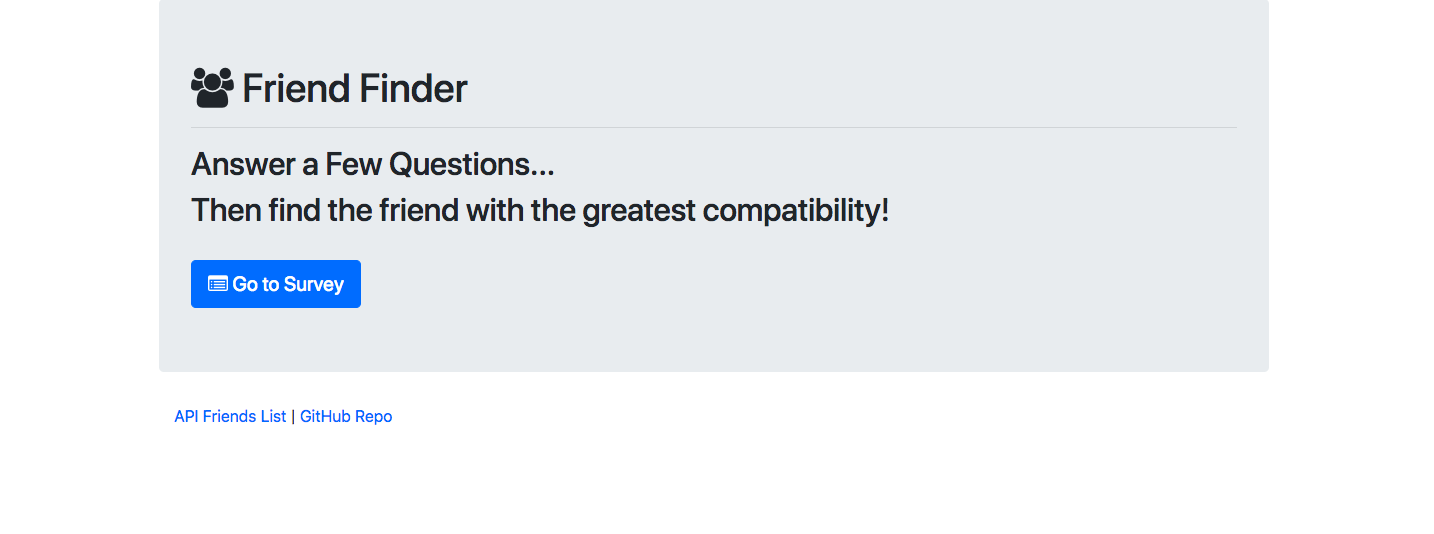 Friend Finder
Answer a Few Questions...
Then find the friend with the greatest compatibility!
Go to Survey
API Friends List | GitHub Repo